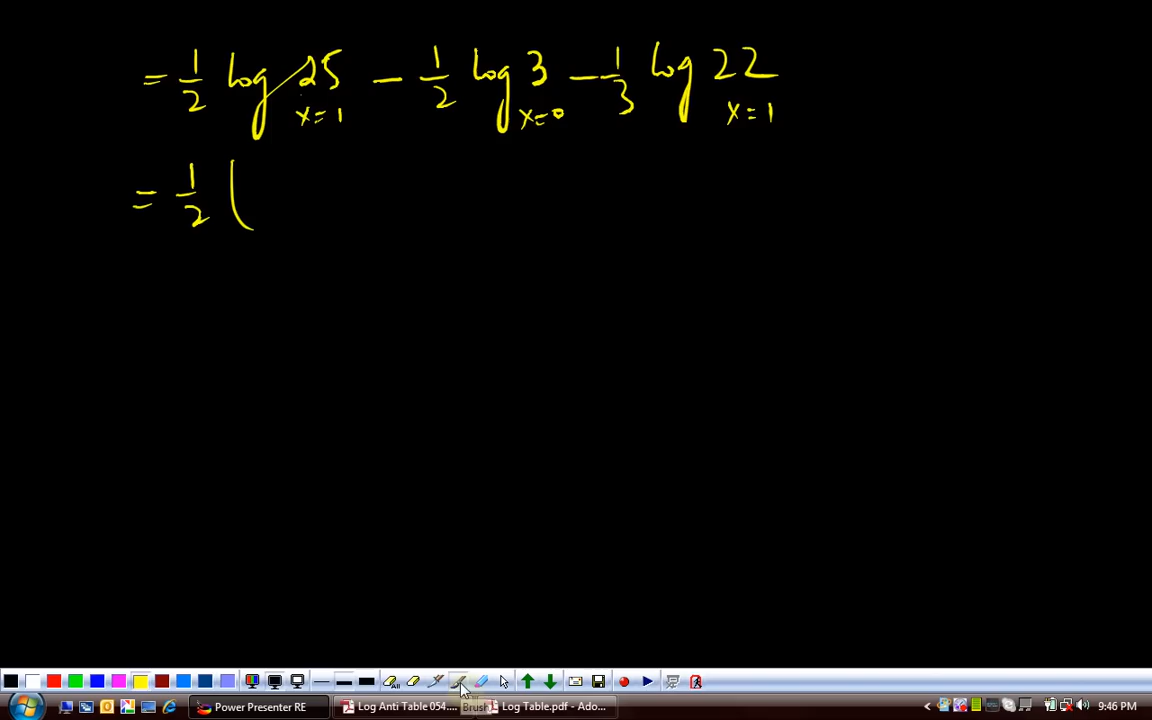 = 1/2 log 25 - 1/2 log 3 - 1/3 log 22
x=1 x=0 x=1
= 1/2 (
Brush
Power Presenter RE
Log Anti Table 054....
Log Table.pdf - Ado...
9:46 PM